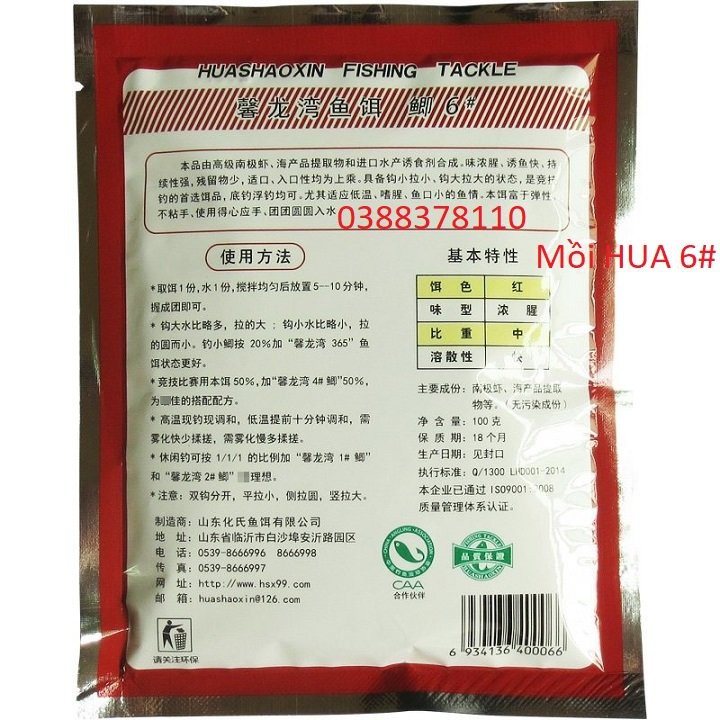 HUASHAOXIN FISHING TACKLE
馨龙湾鱼饵 鲫6#
本品由高级南极虾、海产品提取物和进口水产诱食剂合成。味浓腥、诱鱼快、持
续性强,残留物少,适口、入口性均为上乘。具备钩小拉小、钩大拉大的状态,是竞技
钓的首选饵品,底钓浮钓均可。尤其适应低温、嗜腥、鱼口小的鱼情。本饵富于弹性,
不粘手、使用得心应手、团团圆圆入水
0388378110
Mồi HUA 6#
使用方法
*取饵1份,水1份,搅拌均匀后放置5—10分钟,
握成团即可。
* 钩大水比略多,拉的大;钩小水比略小,拉
的圆而小。钓小鲫按 20%加“馨龙湾 365”鱼
饵状态更好。
*竞技比赛用本饵50%,加“馨龙湾 4#鲫”50%,
为佳的搭配配方。
* 高温现钓现调和,低温提前十分钟调和,需
雾化快少揉搓,需雾化慢多揉搓。
* 休闲钓可按 1/1/1 的比例加“馨龙湾 1#鲫”
和“馨龙湾 2#鲫”理想。
*注意:双钩分开,平拉小,侧拉圆,竖拉大。
基本特性
饵色 红
味型 浓腥
比重 中
溶散性 快
主要成份:南极虾、海产品提取
物等。(无污染成份)
净含量:100克
保质期:18个月
生产日期:见封口
执行标准:Q/1300 LHD001-2014
本企业已通过 ISO9001:2008
质量管理体系认证。
制造商:山东化氏鱼饵有限公司
地址:山东省临沂市白沙埠安沂路园区
电话:0539-8666996 8666998
传真:0539-8666997
网址:http://www.hsx99.com
邮箱:huashaoxin@126.com
CHINA ANGLING ASSOCIATION
CAA
合作伙伴
品質保證
请关注环保
6 934136 400066